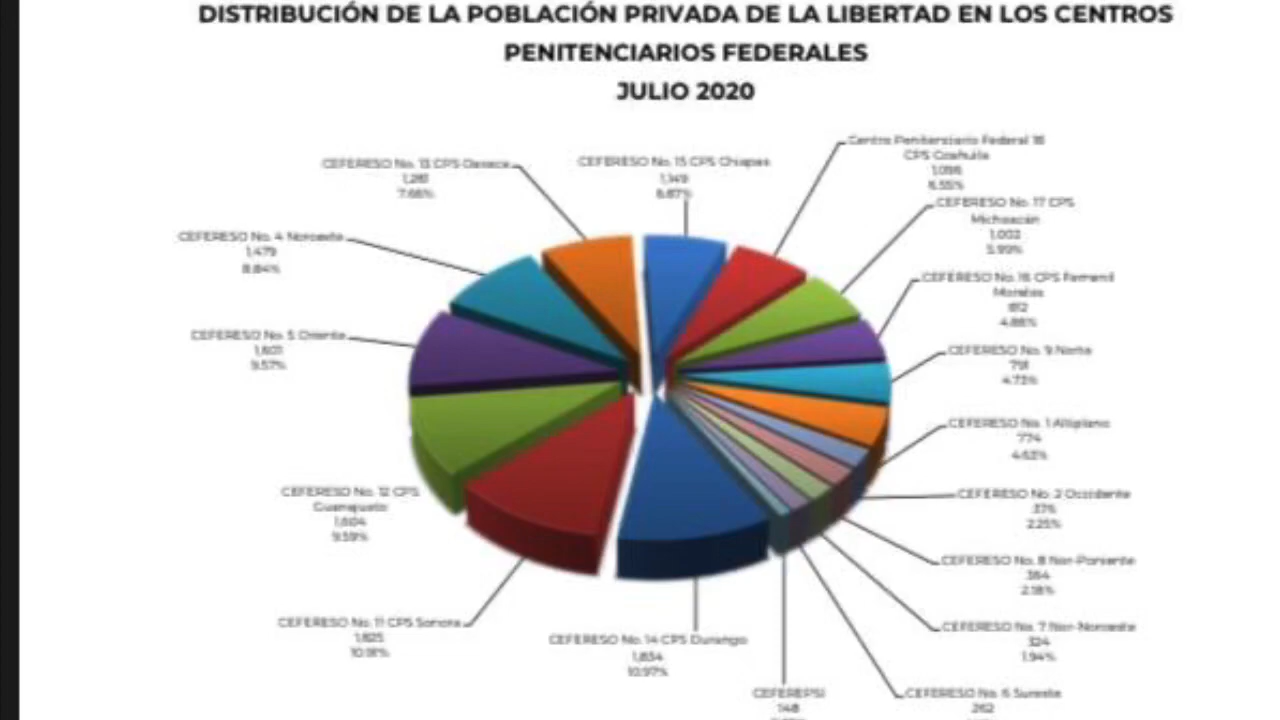 DISTRIBUCIÓN DE LA POBLACIÓN PRIVADA DE LA LIBERTAD EN LOS CENTROS
PENITENCIARIOS FEDERALES
JULIO 2020
CEFERESO No. 13 CPS Oaxaca
1,281
7.66%
CEFERESO No. 15 CPS Chiapas
1,149
6.87%
Centro Penitenciario Federal 18
CPS Coahuila
1,096
6.55%
CEFERESO No. 17 CPS
Michoacán
1,002
5.99%
CEFERESO No. 4 Noroeste
1,479
8.84%
CEFERESO No. 16 CPS Femenil
Morelos
812
4.86%
CEFERESO No. 5 Oriente
1,601
9.57%
CEFERESO No. 9 Norte
791
4.73%
CEFERESO No. 1 Altiplano
774
4.63%
CEFERESO No. 12 CPS
Guanajuato
1,604
9.59%
CEFERESO No. 2 Occidente
376
2.25%
CEFERESO No. 8 Nor-Poniente
364
2.18%
CEFERESO No. 11 CPS Sonora
1,825
10.91%
CEFERESO No. 14 CPS Durango
1,834
10.97%
CEFERESO No. 7 Nor-Noroeste
324
1.94%
CEFEREPSI
148
CEFERESO No. 6 Sureste
262